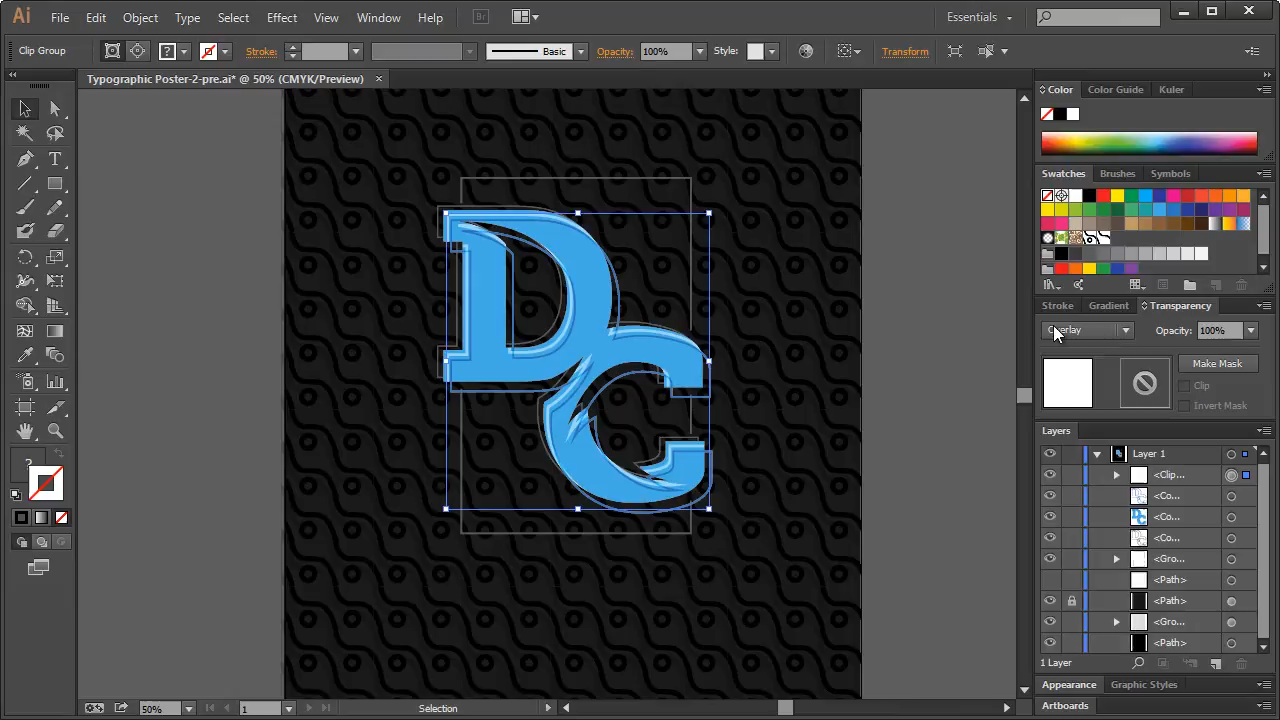 Ai File Edit Object Type Select Effect View Window Help Br Essentials
Clip Group ? Stroke: Basic Opacity: 100% Style: Transform
Typographic Poster-2-pre.ai* @ 50% (CMYK/Preview) ×
DC
Color Color Guide Kuler
Swatches Brushes Symbols
Stroke Gradient Transparency
Overlay Opacity: 100%
Make Mask
Clip
Invert Mask
Layers
Layer 1
<Clip...
<Co...
<Co...
<Co...
<Gro...
<Path>
<Path>
<Gro...
<Path>
1 Layer
Appearance Graphic Styles
Artboards
50% 1 Selection